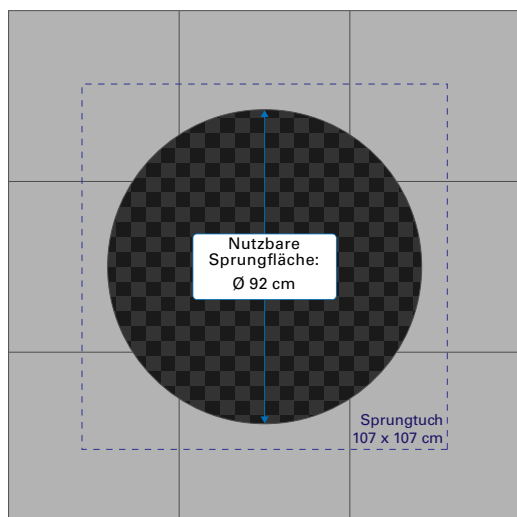 Nutzbare
Sprungfläche:
Ø 92 cm
Sprungtuch
107 x 107 cm